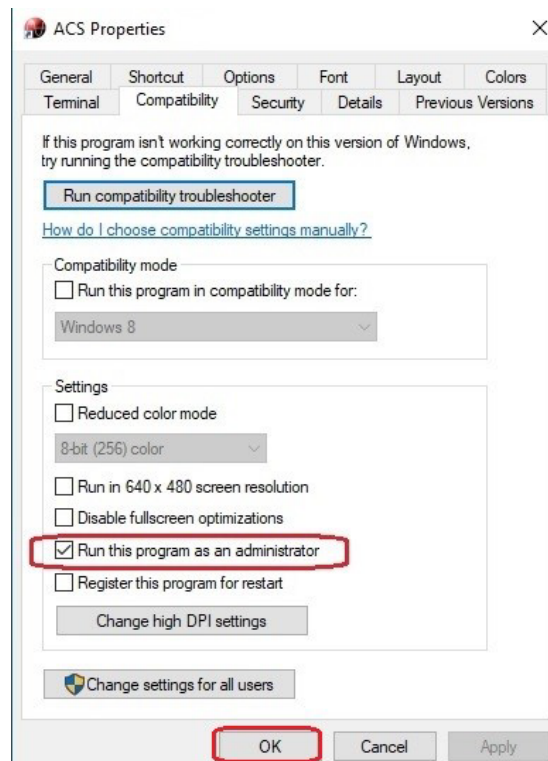 ACS Properties
General Shortcut Options Font Layout Colors
Terminal Compatibility Security Details Previous Versions
If this program isn't working correctly on this version of Windows,
try running the compatibility troubleshooter.
Run compatibility troubleshooter
How do I choose compatibility settings manually?
Compatibility mode
Run this program in compatibility mode for:
Windows 8
Settings
Reduced color mode
8-bit (256) color
Run in 640 x 480 screen resolution
Disable fullscreen optimizations
Run this program as an administrator
Register this program for restart
Change high DPI settings
Change settings for all users
OK Cancel Apply